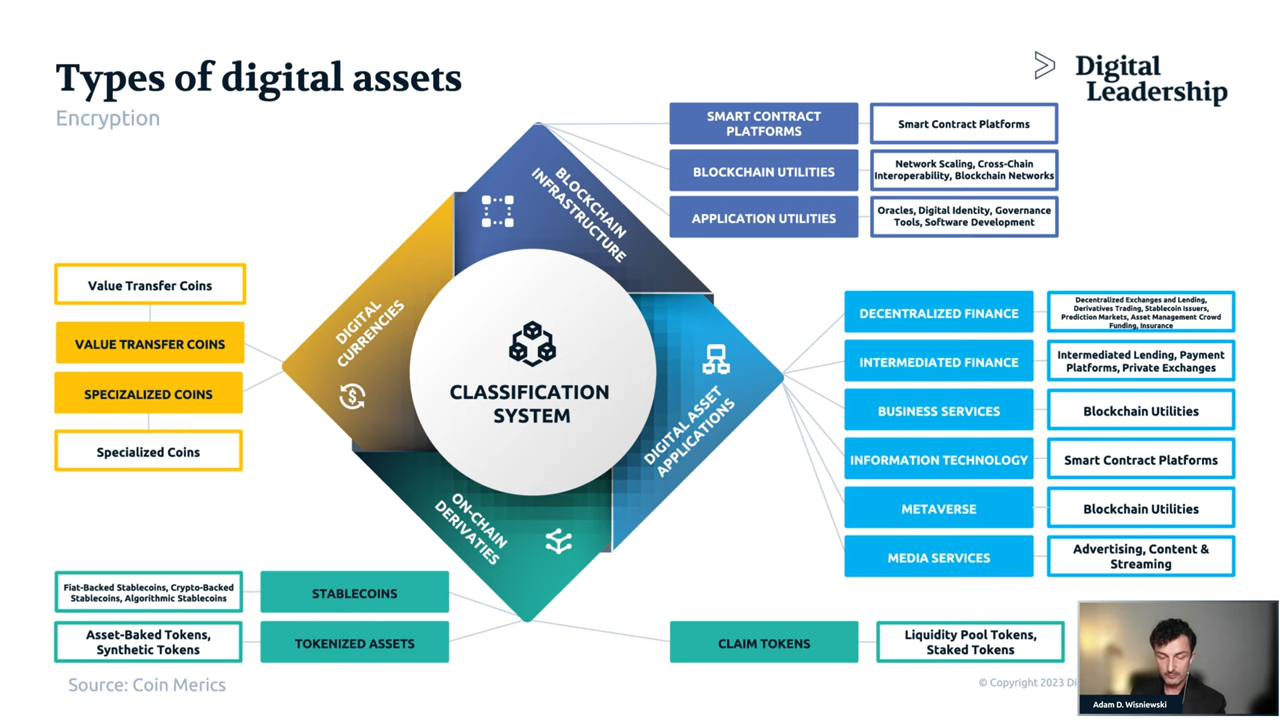 Types of digital assets
Encryption
Digital
Leadership
SMART CONTRACT
PLATFORMS
Smart Contract Platforms
BLOCKCHAIN UTILITIES
Network Scaling, Cross-Chain
Interoperability, Blockchain Networks
APPLICATION UTILITIES
Oracles, Digital Identity, Governance
Tools, Software Development
BLOCKCHAIN
INFRASTRUCTURE
Value Transfer Coins
VALUE TRANSFER COINS
SPECIZALIZED COINS
Specialized Coins
DIGITAL
CURRENCIES
CLASSIFICATION
SYSTEM
DIGITAL ASSET
APPLICATIONS
DECENTRALIZED FINANCE
Decentralized Exchanges and Lending,
Derivatives Trading, Stablecoin Issuers,
Prediction Markets, Asset Management Crowd
Funding, Insurance
INTERMEDIATED FINANCE
Intermediated Lending, Payment
Platforms, Private Exchanges
BUSINESS SERVICES
Blockchain Utilities
INFORMATION TECHNOLOGY
Smart Contract Platforms
METAVERSE
Blockchain Utilities
MEDIA SERVICES
Advertising, Content &
Streaming
ON-CHAIN
DERIVATIES
Fiat-Backed Stablecoins, Crypto-Backed
Stablecoins, Algorithmic Stablecoins
STABLECOINS
Asset-Baked Tokens,
Synthetic Tokens
TOKENIZED ASSETS
CLAIM TOKENS
Liquidity Pool Tokens,
Staked Tokens
Source: Coin Merics
© Copyright 2023
Adam D. Wisniewski